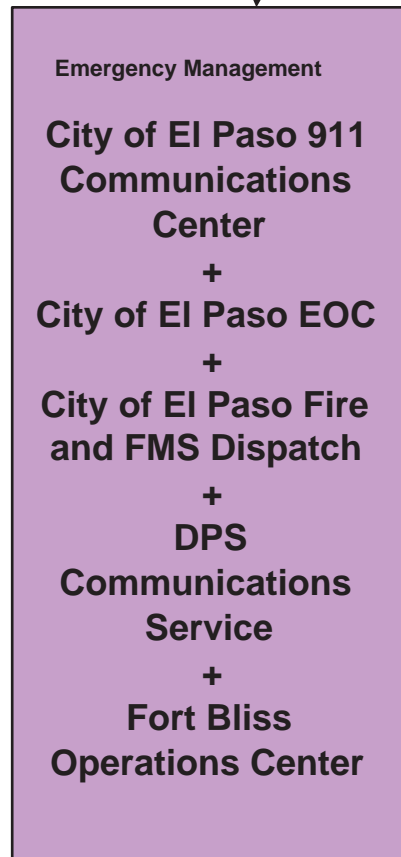 Emergency Management
City of El Paso 911
Communications
Center
+
City of El Paso EOC
+
City of El Paso Fire
and FMS Dispatch
+
DPS
Communications
Service
+
Fort Bliss
Operations Center